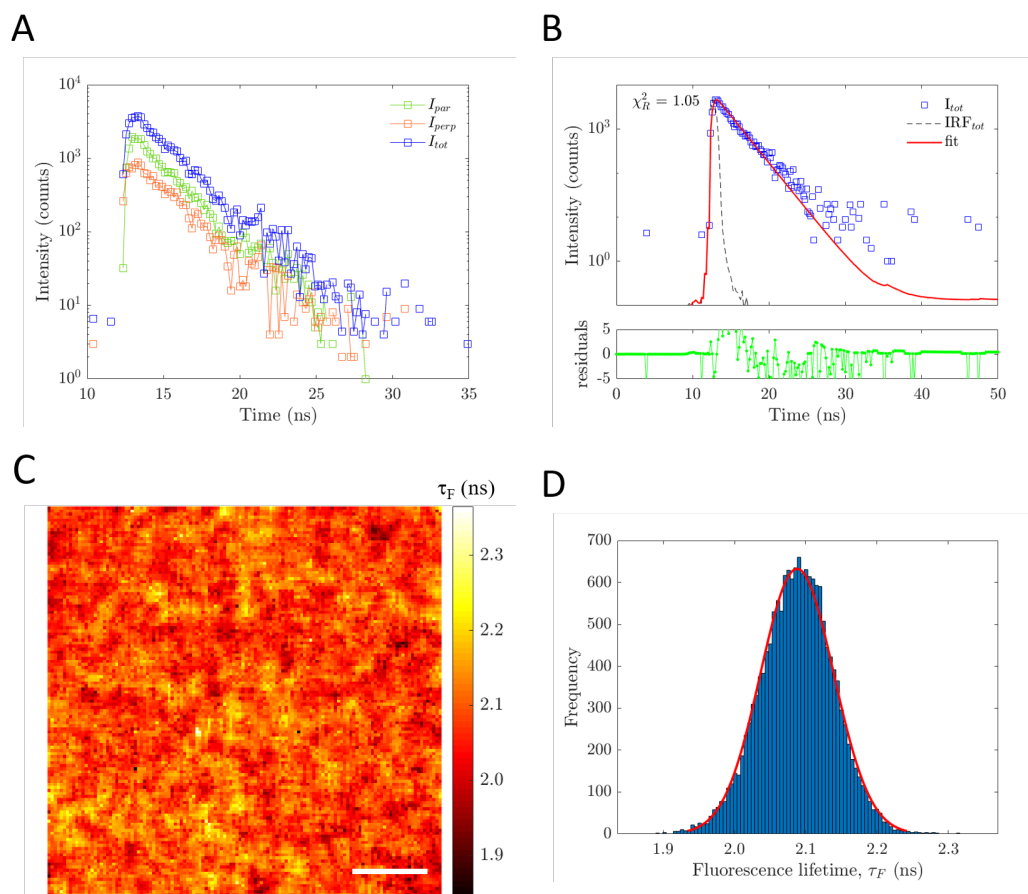 A
Intensity (counts)
10^4
10^3
10^2
10^1
10^0
I_par
I_perp
I_tot
10 15 20 25 30 35
Time (ns)
B
Intensity (counts)
10^3
10^0
χ_R^2 = 1.05
I_tot
IRF_tot
fit
residuals
5
0
-5
0 10 20 30 40 50
Time (ns)
C
τ_F (ns)
2.3
2.2
2.1
2.0
1.9
D
Frequency
700
600
500
400
300
200
100
0
1.9 2.0 2.1 2.2 2.3
Fluorescence lifetime, τ_F (ns)